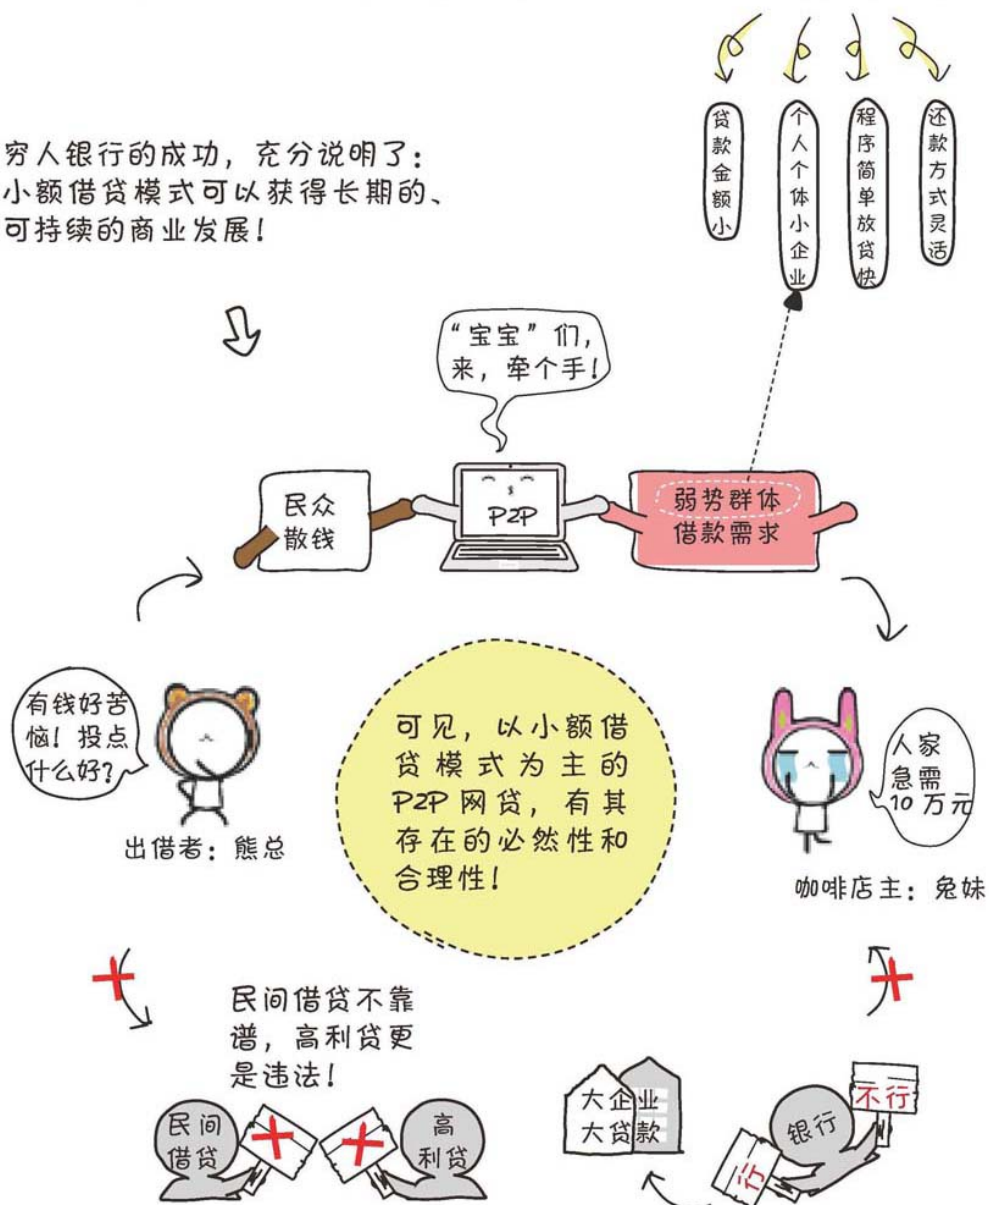 贷款金额小
个人个体小企业
程序简单放贷快
还款方式灵活
穷人银行的成功，充分说明了：
小额借贷模式可以获得长期的、
可持续的商业发展！
“宝宝”们，
来，牵个手！
民众
散钱
P2P
弱势群体
借款需求
有钱好苦
恼！投点
什么好？
出借者：熊总
可见，以小额借
贷模式为主的
P2P网贷，有其
存在的必然性和
合理性！
人家
急需
10万元
咖啡店主：兔妹
民间借贷不靠
谱，高利贷更
是违法！
民间
借贷
高
利贷
大企业
大贷款
行
银行
不行